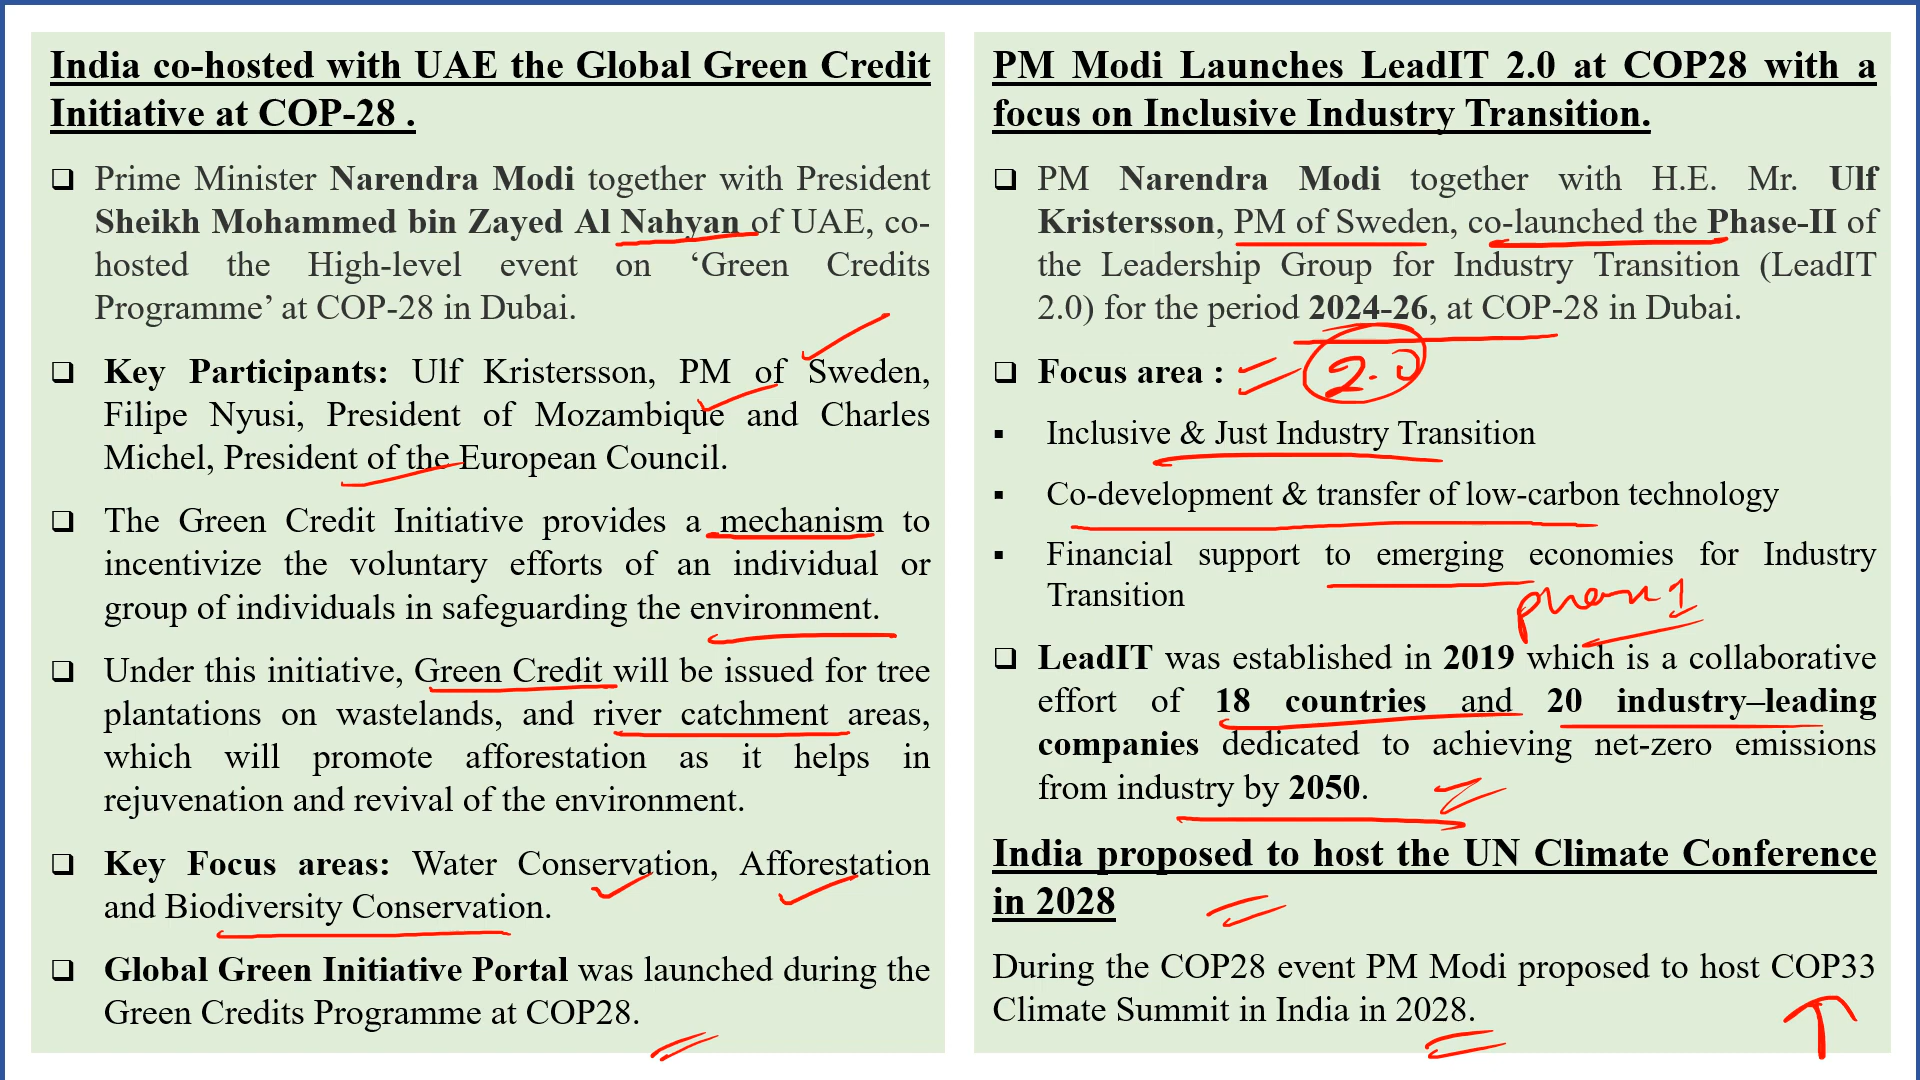 India co-hosted with UAE the Global Green Credit
Initiative at COP-28 .
❑ Prime Minister Narendra Modi together with President
Sheikh Mohammed bin Zayed Al Nahyan of UAE, co-
hosted the High-level event on ‘Green Credits
Programme’ at COP-28 in Dubai.
❑ Key Participants: Ulf Kristersson, PM of Sweden,
Filipe Nyusi, President of Mozambique and Charles
Michel, President of the European Council.
❑ The Green Credit Initiative provides a mechanism to
incentivize the voluntary efforts of an individual or
group of individuals in safeguarding the environment.
❑ Under this initiative, Green Credit will be issued for tree
plantations on wastelands, and river catchment areas,
which will promote afforestation as it helps in
rejuvenation and revival of the environment.
❑ Key Focus areas: Water Conservation, Afforestation
and Biodiversity Conservation.
❑ Global Green Initiative Portal was launched during the
Green Credits Programme at COP28.
PM Modi Launches LeadIT 2.0 at COP28 with a
focus on Inclusive Industry Transition.
❑ PM Narendra Modi together with H.E. Mr. Ulf
Kristersson, PM of Sweden, co-launched the Phase-II of
the Leadership Group for Industry Transition (LeadIT
2.0) for the period 2024-26, at COP-28 in Dubai.
❑ Focus area : 2.0
▪ Inclusive & Just Industry Transition
▪ Co-development & transfer of low-carbon technology
▪ Financial support to emerging economies for Industry
Transition
phase 1
❑ LeadIT was established in 2019 which is a collaborative
effort of 18 countries and 20 industry–leading
companies dedicated to achieving net-zero emissions
from industry by 2050.
India proposed to host the UN Climate Conference
in 2028
During the COP28 event PM Modi proposed to host COP33
Climate Summit in India in 2028.